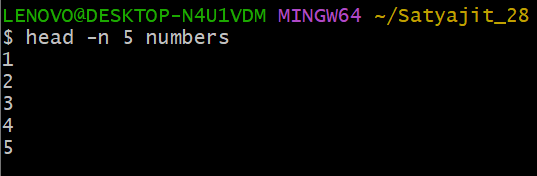 LENOVO@DESKTOP-N4U1VDM MINGW64 ~/Satyajit_28
$ head -n 5 numbers
1
2
3
4
5